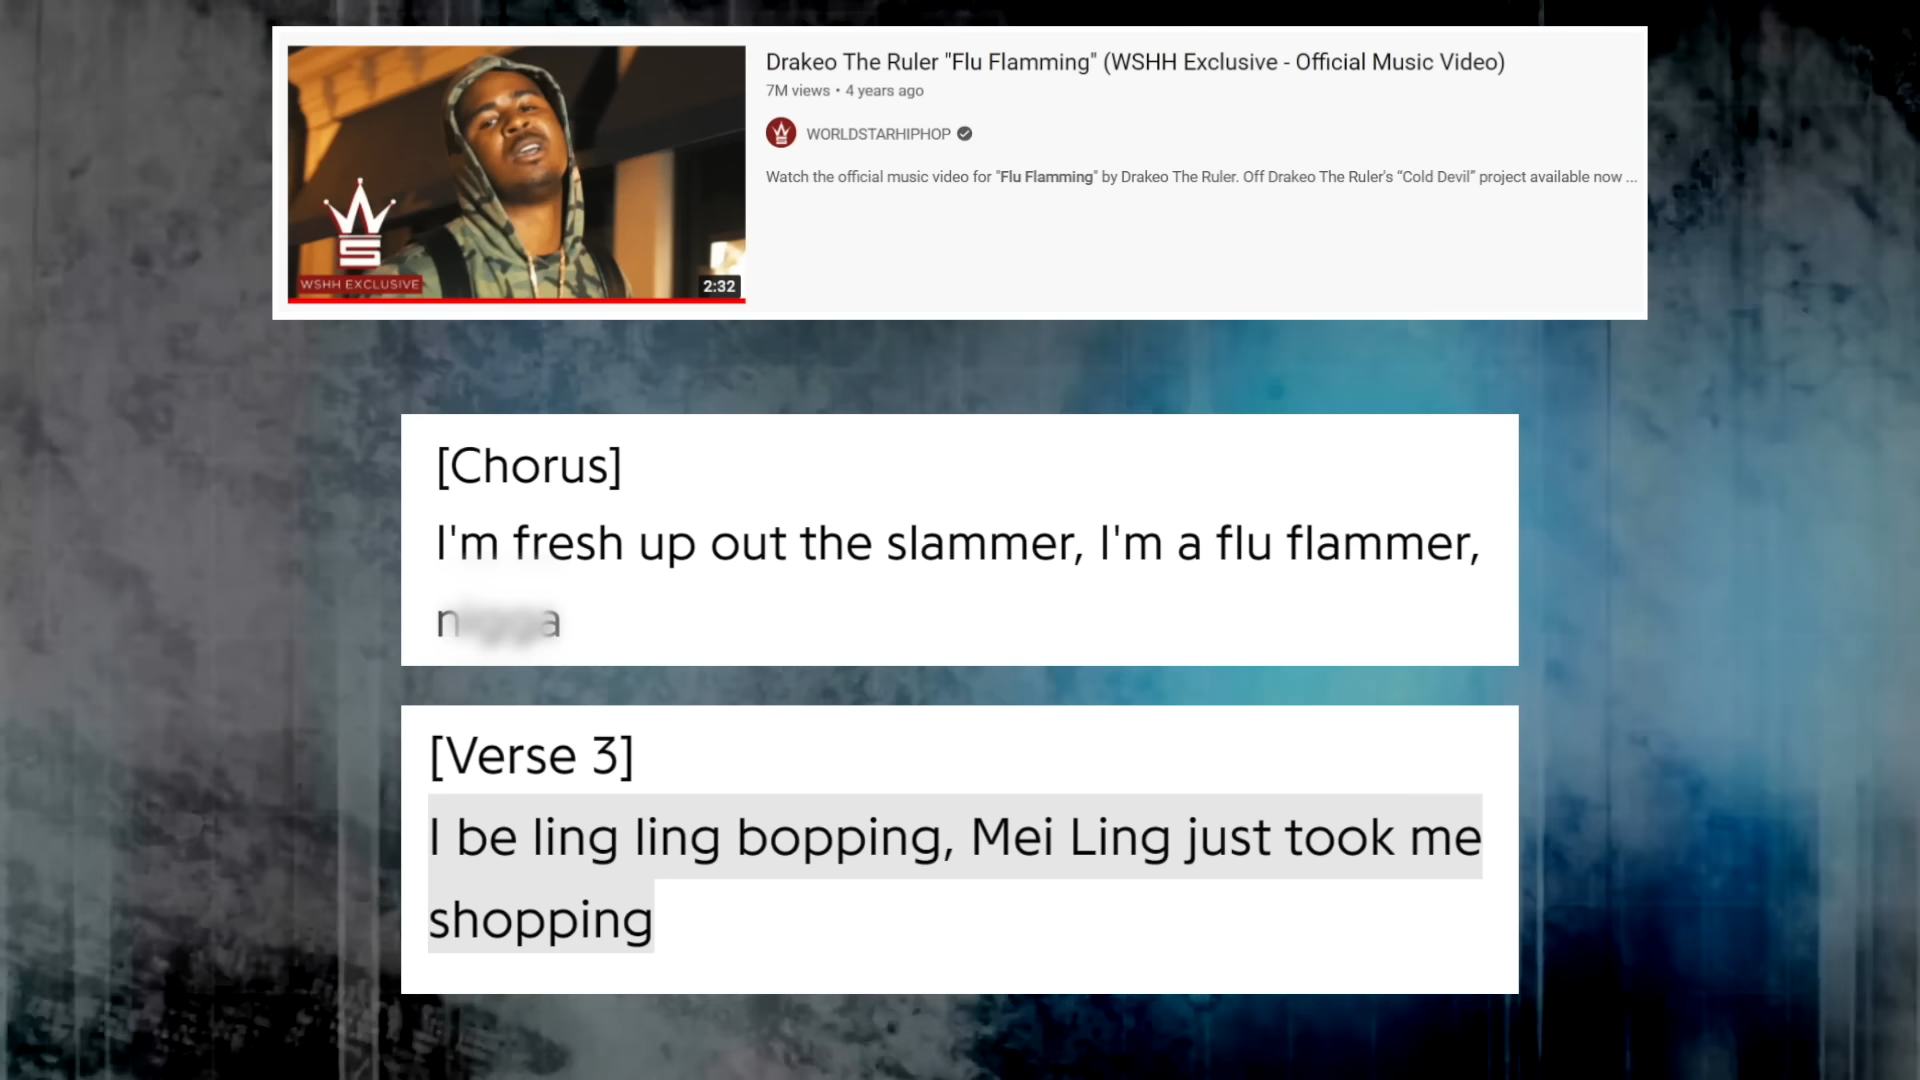 Drakeo The Ruler "Flu Flamming" (WSHH Exclusive - Official Music Video)
7M views • 4 years ago
WORLDSTARHIPHOP
Watch the official music video for "Flu Flamming" by Drakeo The Ruler. Off Drakeo The Ruler's “Cold Devil” project available now ...
WSHH EXCLUSIVE
2:32
[Chorus]
I'm fresh up out the slammer, I'm a flu flammer,
[Verse 3]
I be ling ling bopping, Mei Ling just took me
shopping